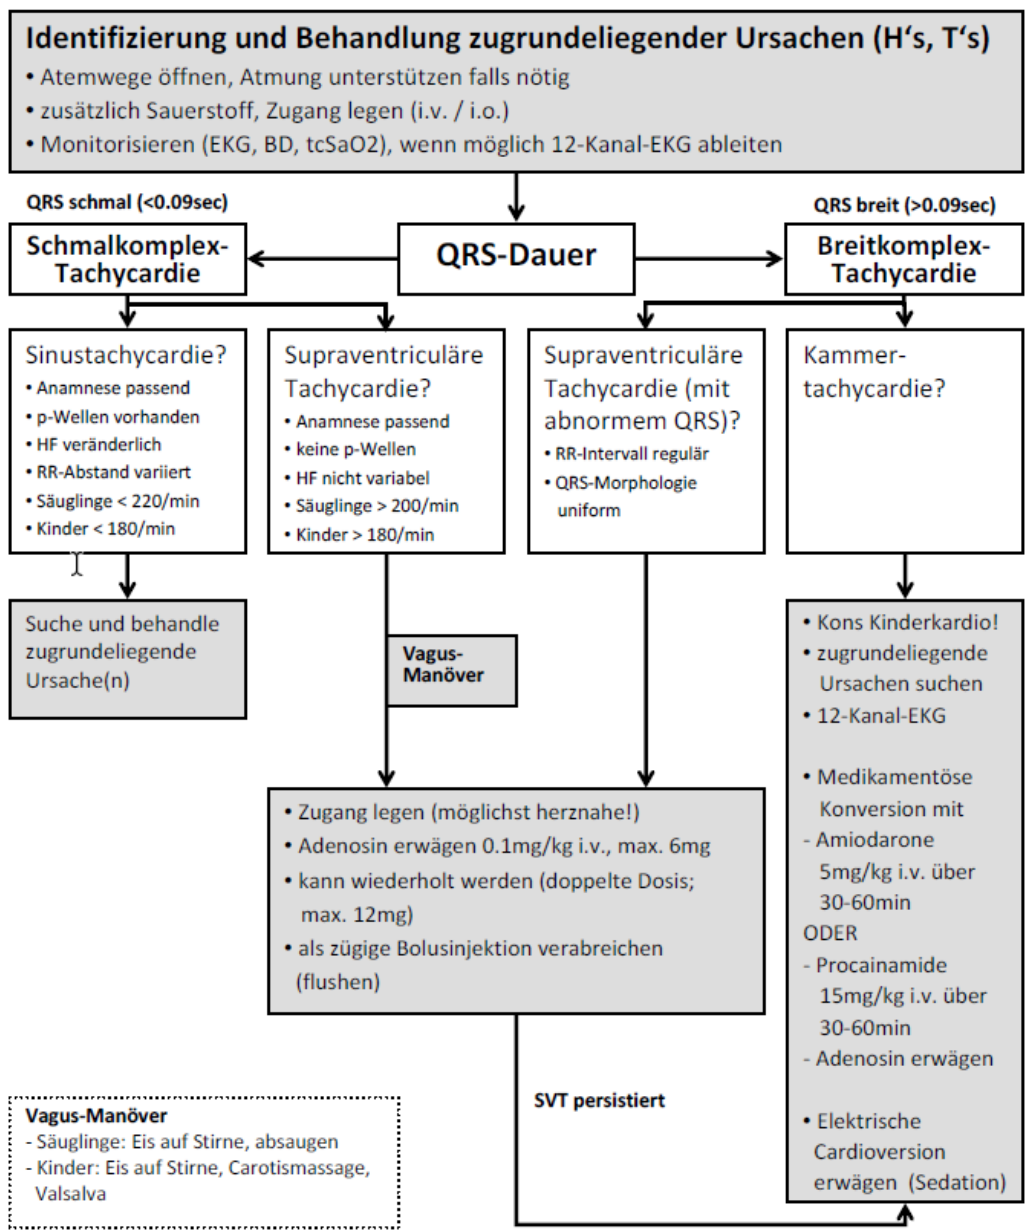 Identifizierung und Behandlung zugrundeliegender Ursachen (H‘s, T‘s)
• Atemwege öffnen, Atmung unterstützen falls nötig
• zusätzlich Sauerstoff, Zugang legen (i.v. / i.o.)
• Monitorisieren (EKG, BD, tcSaO2), wenn möglich 12-Kanal-EKG ableiten
QRS schmal (<0.09sec)
QRS breit (>0.09sec)
Schmalkomplex-
Tachycardie
QRS-Dauer
Breitkomplex-
Tachycardie
Sinustachycardie?
• Anamnese passend
• p-Wellen vorhanden
• HF veränderlich
• RR-Abstand variiert
• Säuglinge < 220/min
• Kinder < 180/min
Supraventriculäre
Tachycardie?
• Anamnese passend
• keine p-Wellen
• HF nicht variabel
• Säuglinge > 200/min
• Kinder > 180/min
Supraventriculäre
Tachycardie (mit
abnormem QRS)?
• RR-Intervall regulär
• QRS-Morphologie
uniform
Kammer-
tachycardie?
Suche und behandle
zugrundeliegende
Ursache(n)
Vagus-
Manöver
• Zugang legen (möglichst herznahe!)
• Adenosin erwägen 0.1mg/kg i.v., max. 6mg
• kann wiederholt werden (doppelte Dosis;
max. 12mg)
• als zügige Bolusinjektion verabreichen
(flushen)
• Kons Kinderkardio!
• zugrundeliegende
Ursachen suchen
• 12-Kanal-EKG
• Medikamentöse
Konversion mit
- Amiodarone
5mg/kg i.v. über
30-60min
ODER
- Procainamide
15mg/kg i.v. über
30-60min
- Adenosin erwägen
• Elektrische
Cardioversion
erwägen (Sedation)
SVT persistiert
Vagus-Manöver
- Säuglinge: Eis auf Stirne, absaugen
- Kinder: Eis auf Stirne, Carotismassage,
Valsalva